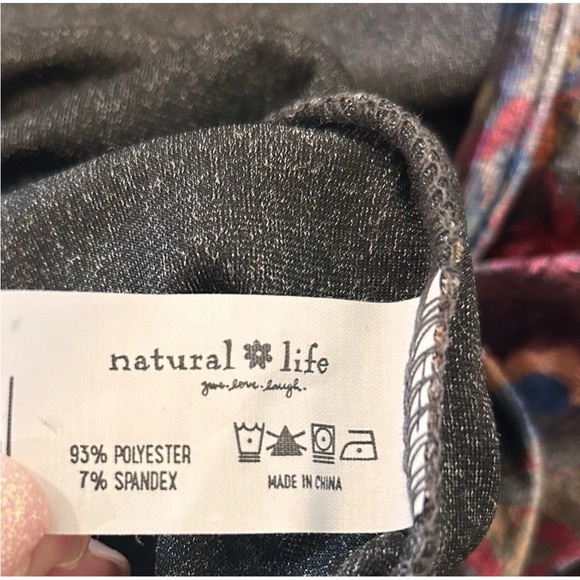 natural life
give.love.laugh.
93% POLYESTER
7% SPANDEX
MADE IN CHINA